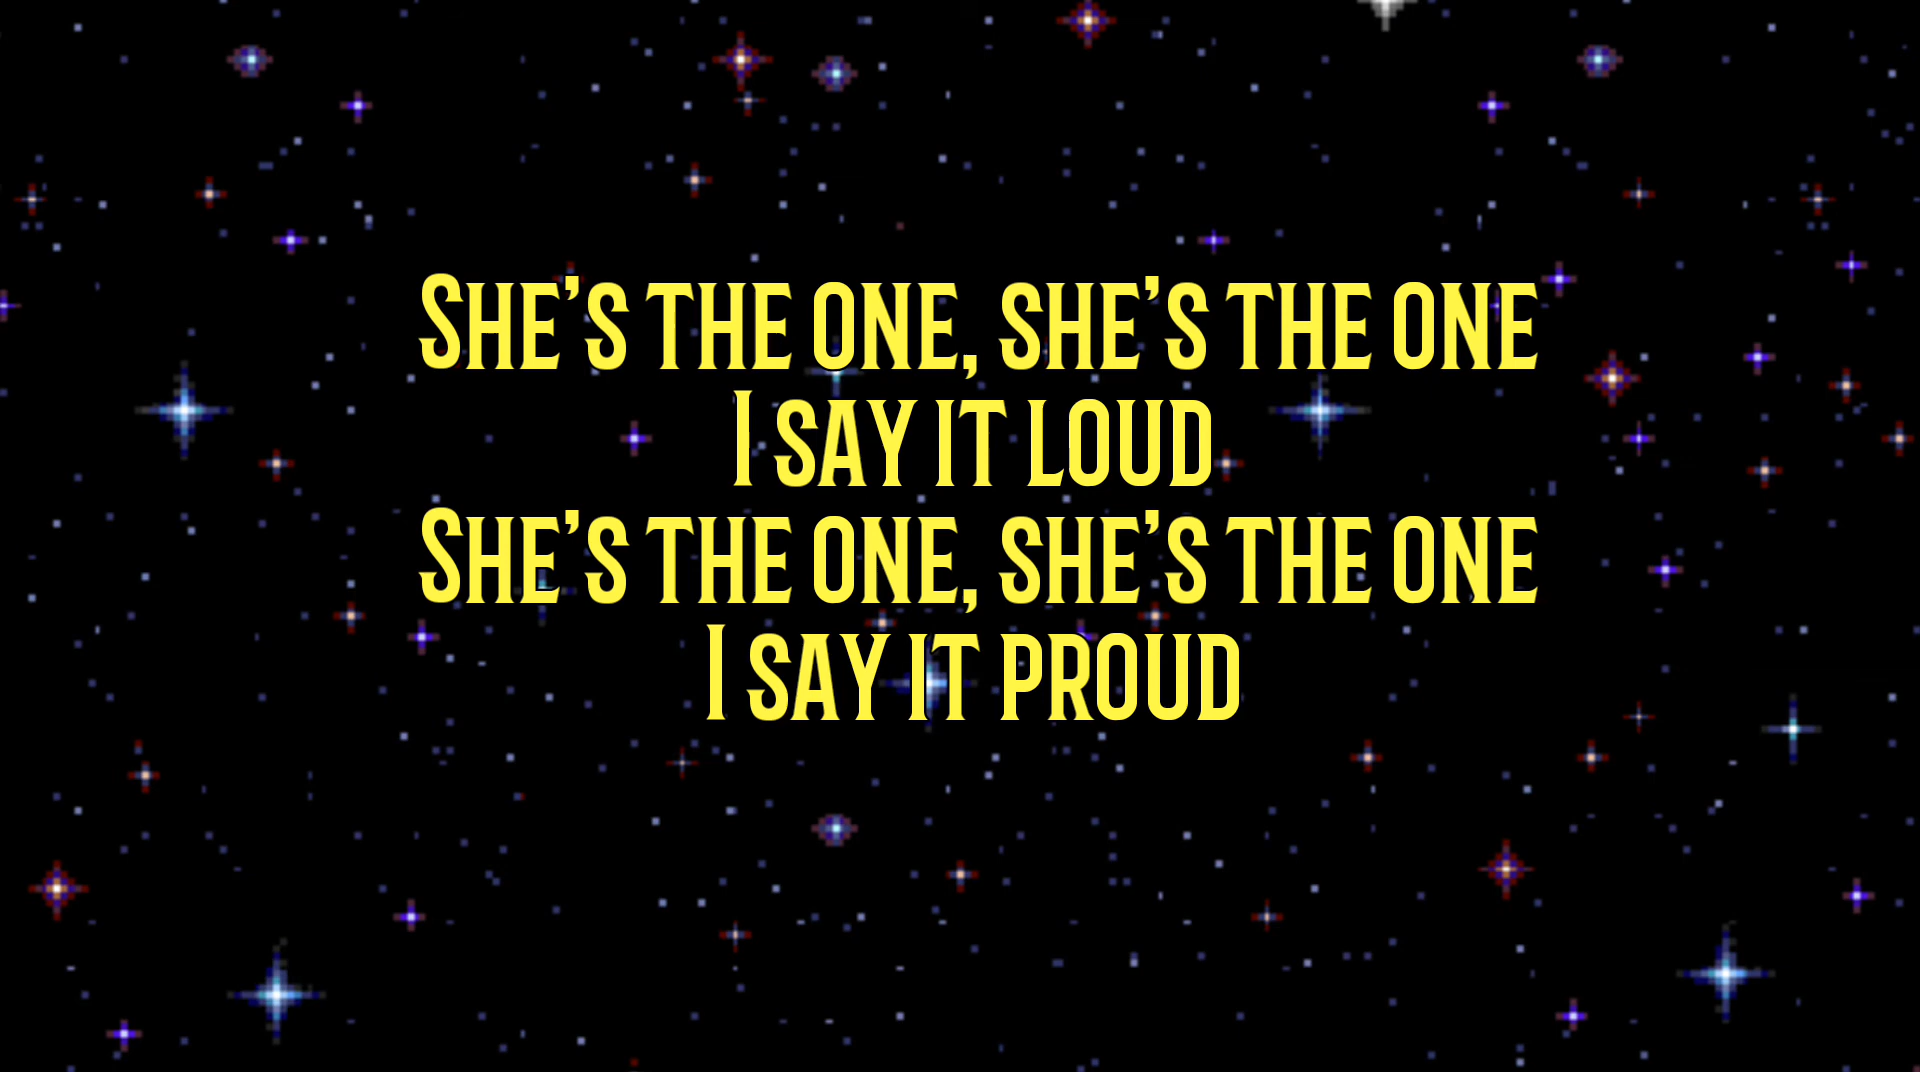 She's the one, she's the one
I say it loud
She's the one, she's the one
I say it proud